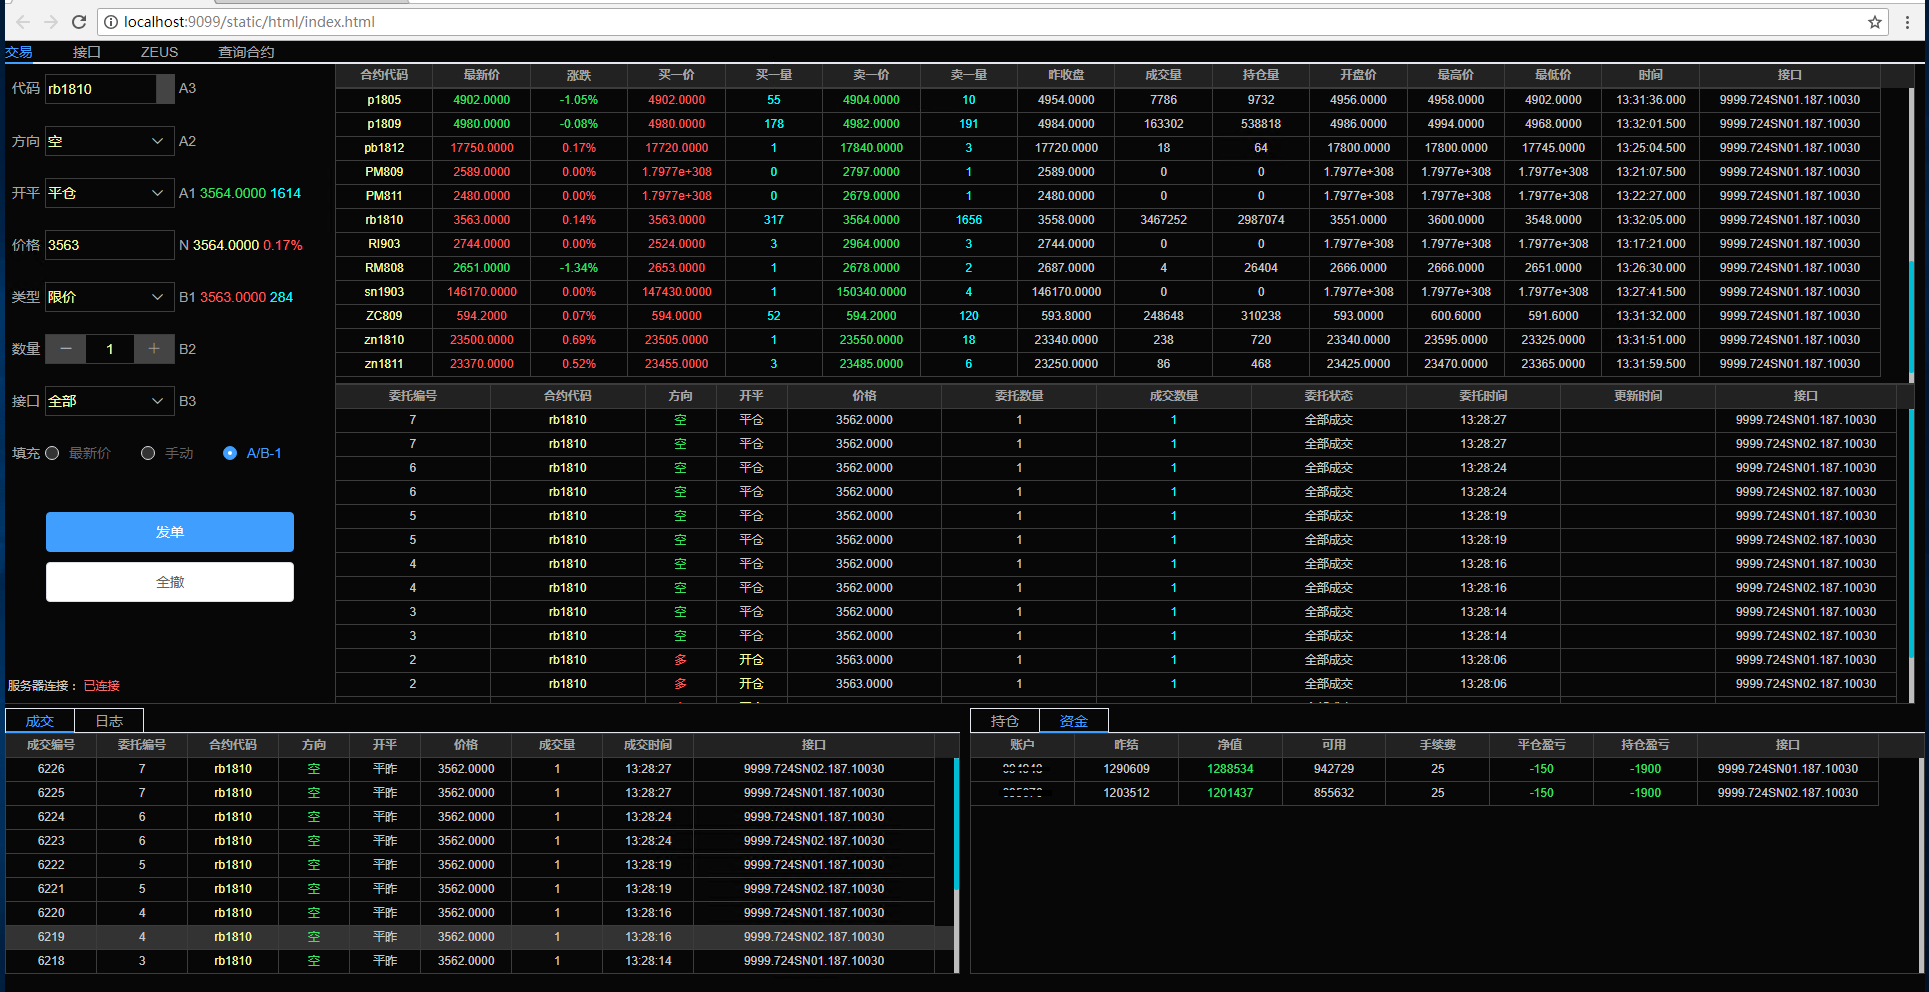 localhost:9099/static/html/index.html
交易 接口 ZEUS 查询合约
代码 rb1810 A3
方向 空 A2
开平 平仓 A1 3564.0000 1614
价格 3563 N 3564.0000 0.17%
类型 限价 B1 3563.0000 284
数量 − 1 + B2
接口 全部 B3
填充 最新价 手动 A/B-1
发单
全撤
服务器连接： 已连接
合约代码 最新价 涨跌 买一价 买一量 卖一价 卖一量 昨收盘 成交量 持仓量 开盘价 最高价 最低价 时间 接口
p1805 4902.0000 -1.05% 4902.0000 55 4904.0000 10 4954.0000 7786 9732 4956.0000 4958.0000 4902.0000 13:31:36.000 9999.724SN01.187.10030
p1809 4980.0000 -0.08% 4980.0000 178 4982.0000 191 4984.0000 163302 538818 4986.0000 4994.0000 4968.0000 13:32:01.500 9999.724SN01.187.10030
pb1812 17750.0000 0.17% 17720.0000 1 17840.0000 3 17720.0000 18 64 17800.0000 17800.0000 17745.0000 13:25:04.500 9999.724SN01.187.10030
PM809 2589.0000 0.00% 1.7977e+308 0 2797.0000 1 2589.0000 0 0 1.7977e+308 1.7977e+308 1.7977e+308 13:21:07.500 9999.724SN01.187.10030
PM811 2480.0000 0.00% 1.7977e+308 0 2679.0000 1 2480.0000 0 0 1.7977e+308 1.7977e+308 1.7977e+308 13:22:27.000 9999.724SN01.187.10030
rb1810 3563.0000 0.14% 3563.0000 317 3564.0000 1656 3558.0000 3467252 2987074 3551.0000 3600.0000 3548.0000 13:32:05.000 9999.724SN01.187.10030
RI903 2744.0000 0.00% 2524.0000 3 2964.0000 3 2744.0000 0 0 1.7977e+308 1.7977e+308 1.7977e+308 13:17:21.000 9999.724SN01.187.10030
RM808 2651.0000 -1.34% 2653.0000 1 2678.0000 2 2687.0000 4 26404 2666.0000 2666.0000 2651.0000 13:26:30.000 9999.724SN01.187.10030
sn1903 146170.0000 0.00% 147430.0000 1 150340.0000 4 146170.0000 0 0 1.7977e+308 1.7977e+308 1.7977e+308 13:27:41.500 9999.724SN01.187.10030
ZC809 594.2000 0.07% 594.0000 52 594.2000 120 593.8000 248648 310238 593.0000 600.6000 591.6000 13:31:32.000 9999.724SN01.187.10030
zn1810 23500.0000 0.69% 23505.0000 1 23550.0000 18 23340.0000 238 720 23340.0000 23595.0000 23325.0000 13:31:51.000 9999.724SN01.187.10030
zn1811 23370.0000 0.52% 23455.0000 3 23485.0000 6 23250.0000 86 468 23425.0000 23470.0000 23365.0000 13:31:59.500 9999.724SN01.187.10030
委托编号 合约代码 方向 开平 价格 委托数量 成交数量 委托状态 委托时间 更新时间 接口
7 rb1810 空 平仓 3562.0000 1 1 全部成交 13:28:27 9999.724SN01.187.10030
7 rb1810 空 平仓 3562.0000 1 1 全部成交 13:28:27 9999.724SN02.187.10030
6 rb1810 空 平仓 3562.0000 1 1 全部成交 13:28:24 9999.724SN01.187.10030
6 rb1810 空 平仓 3562.0000 1 1 全部成交 13:28:24 9999.724SN02.187.10030
5 rb1810 空 平仓 3562.0000 1 1 全部成交 13:28:19 9999.724SN01.187.10030
5 rb1810 空 平仓 3562.0000 1 1 全部成交 13:28:19 9999.724SN02.187.10030
4 rb1810 空 平仓 3562.0000 1 1 全部成交 13:28:16 9999.724SN01.187.10030
4 rb1810 空 平仓 3562.0000 1 1 全部成交 13:28:16 9999.724SN02.187.10030
3 rb1810 空 平仓 3562.0000 1 1 全部成交 13:28:14 9999.724SN01.187.10030
3 rb1810 空 平仓 3562.0000 1 1 全部成交 13:28:14 9999.724SN02.187.10030
2 rb1810 多 开仓 3563.0000 1 1 全部成交 13:28:06 9999.724SN01.187.10030
2 rb1810 多 开仓 3563.0000 1 1 全部成交 13:28:06 9999.724SN02.187.10030
成交 日志
成交编号 委托编号 合约代码 方向 开平 价格 成交量 成交时间 接口
6226 7 rb1810 空 平昨 3562.0000 1 13:28:27 9999.724SN02.187.10030
6225 7 rb1810 空 平昨 3562.0000 1 13:28:27 9999.724SN01.187.10030
6224 6 rb1810 空 平昨 3562.0000 1 13:28:24 9999.724SN01.187.10030
6223 6 rb1810 空 平昨 3562.0000 1 13:28:24 9999.724SN02.187.10030
6222 5 rb1810 空 平昨 3562.0000 1 13:28:19 9999.724SN01.187.10030
6221 5 rb1810 空 平昨 3562.0000 1 13:28:19 9999.724SN02.187.10030
6220 4 rb1810 空 平昨 3562.0000 1 13:28:16 9999.724SN01.187.10030
6219 4 rb1810 空 平昨 3562.0000 1 13:28:16 9999.724SN02.187.10030
6218 3 rb1810 空 平昨 3562.0000 1 13:28:14 9999.724SN01.187.10030
持仓 资金
账户 昨结 净值 可用 手续费 平仓盈亏 持仓盈亏 接口
1290609 1288534 942729 25 -150 -1900 9999.724SN01.187.10030
1203512 1201437 855632 25 -150 -1900 9999.724SN02.187.10030